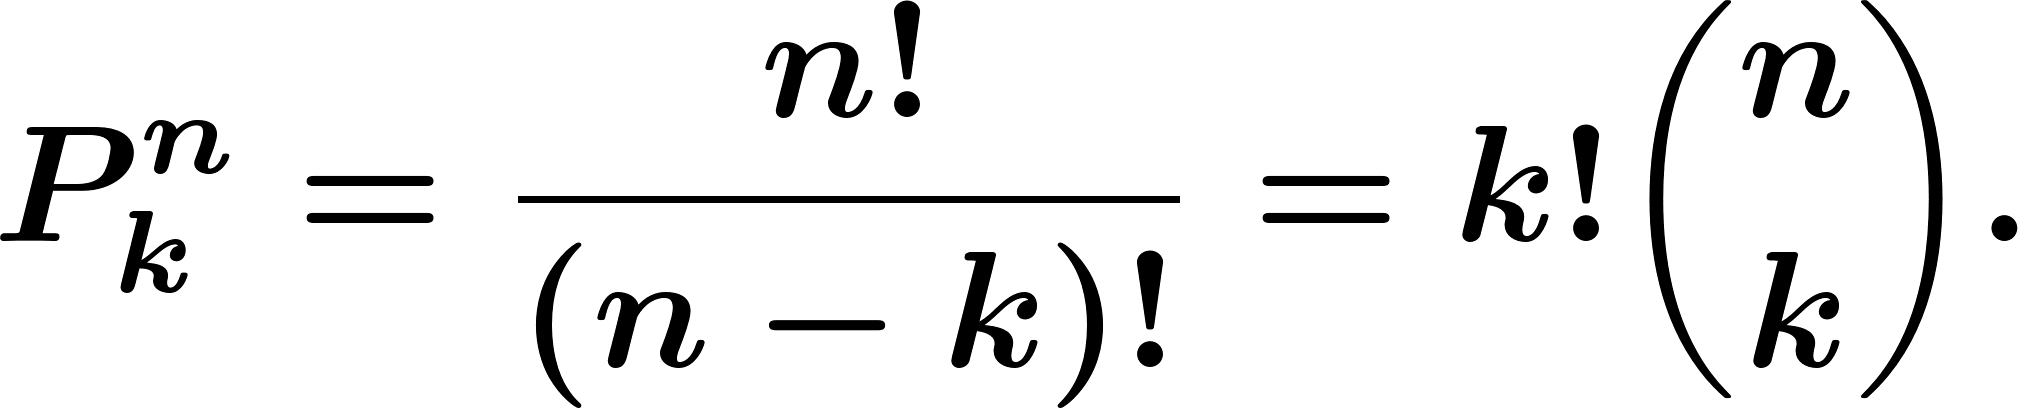 $$P_k^n = \frac{n!}{(n-k)!} = k! \binom{n}{k}.$$